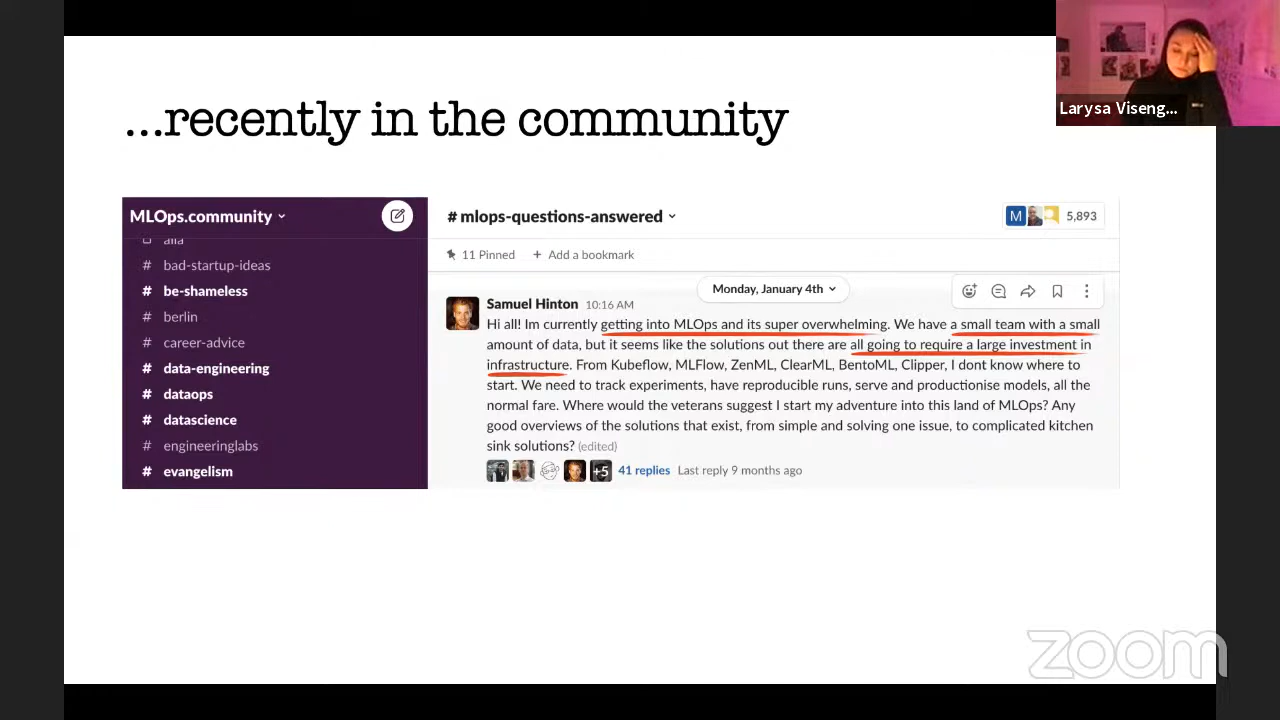 ...recently in the community
Larysa Viseng...
MLOps.community
alla
# bad-startup-ideas
# be-shameless
# berlin
# career-advice
# data-engineering
# dataops
# datascience
# engineeringlabs
# evangelism
# mlops-questions-answered
M 5,893
11 Pinned + Add a bookmark
Monday, January 4th
Samuel Hinton 10:16 AM
Hi all! Im currently getting into MLOps and its super overwhelming. We have a small team with a small
amount of data, but it seems like the solutions out there are all going to require a large investment in
infrastructure. From Kubeflow, MLFlow, ZenML, ClearML, BentoML, Clipper, I dont know where to
start. We need to track experiments, have reproducible runs, serve and productionise models, all the
normal fare. Where would the veterans suggest I start my adventure into this land of MLOps? Any
good overviews of the solutions that exist, from simple and solving one issue, to complicated kitchen
sink solutions? (edited)
+5 41 replies Last reply 9 months ago
zoom